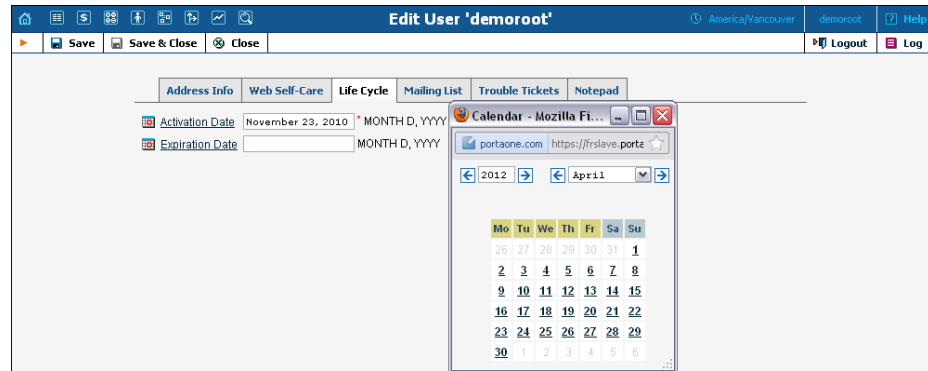 Edit User 'demoroot'
America/Vancouver
demoroot
? Help
Save
Save & Close
Close
Logout
Log
Address Info
Web Self-Care
Life Cycle
Mailing List
Trouble Tickets
Notepad
Activation Date November 23, 2010 * MONTH D, YYYY
Expiration Date MONTH D, YYYY
Calendar - Mozilla Fi...
portaone.com https://frslave.porta
2012 April
Mo Tu We Th Fr Sa Su
26 27 28 29 30 31 1
2 3 4 5 6 7 8
9 10 11 12 13 14 15
16 17 18 19 20 21 22
23 24 25 26 27 28 29
30 1 2 3 4 5 6